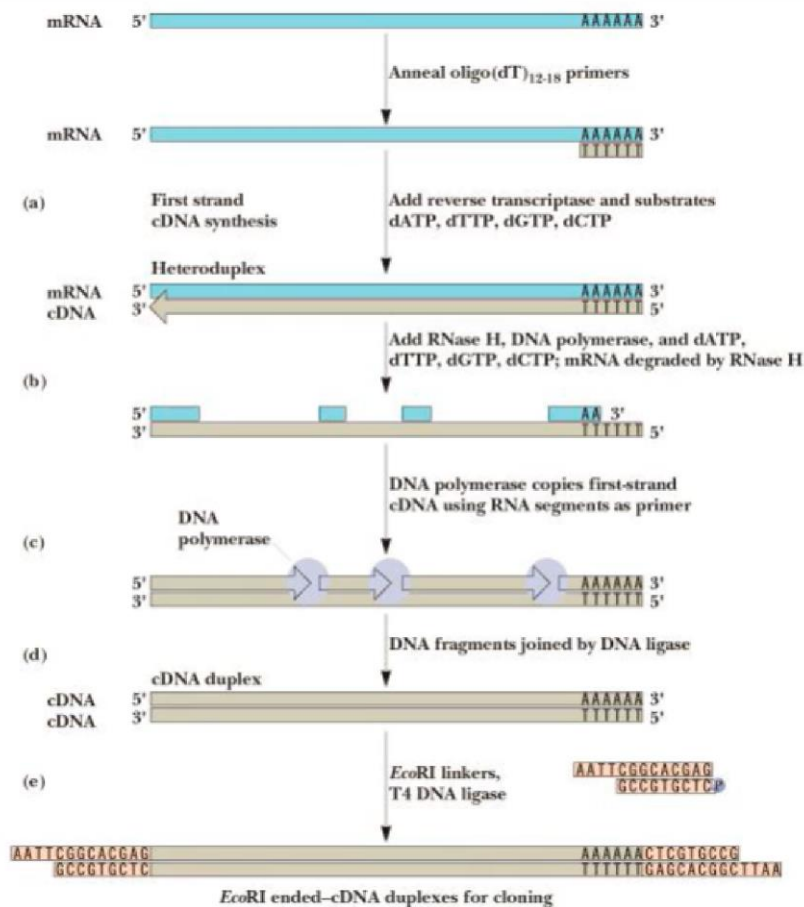 mRNA 5' AAAAAA 3'
Anneal oligo(dT)12-18 primers
mRNA 5' AAAAAA 3'
TTTTTT
(a) First strand
cDNA synthesis
Add reverse transcriptase and substrates
dATP, dTTP, dGTP, dCTP
Heteroduplex
mRNA 5' AAAAAA 3'
cDNA 3' TTTTTT 5'
Add RNase H, DNA polymerase, and dATP,
dTTP, dGTP, dCTP; mRNA degraded by RNase H
(b)
5' AA 3'
3' TTTTTT 5'
DNA polymerase copies first-strand
cDNA using RNA segments as primer
(c) DNA
polymerase
5' AAAAAA 3'
3' TTTTTT 5'
DNA fragments joined by DNA ligase
(d)
cDNA duplex
cDNA 5' AAAAAA 3'
cDNA 3' TTTTTT 5'
(e) EcoRI linkers,
T4 DNA ligase
AATTCGGCACGAG
GCCGTGCTCP
AATTCGGCACGAG AAAAAACTCGTGCCG
GCCGTGCTC TTTTTTGAGCACGGCTTAA
EcoRI ended–cDNA duplexes for cloning